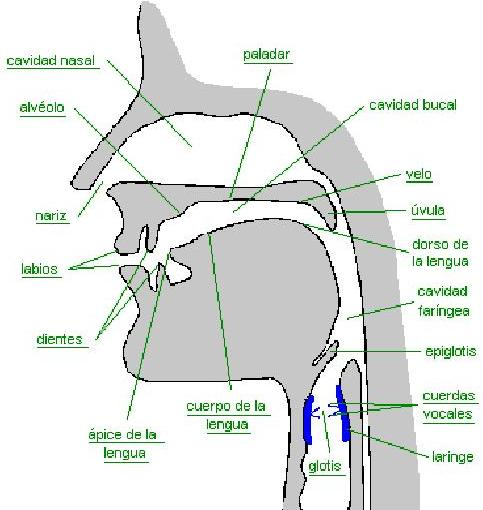 cavidad nasal
paladar
alvéolo
cavidad bucal
velo
nariz
úvula
dorso de
la lengua
labios
cavidad
faríngea
dientes
epiglotis
cuerpo de la
lengua
cuerdas
vocales
ápice de la
lengua
glotis
laringe